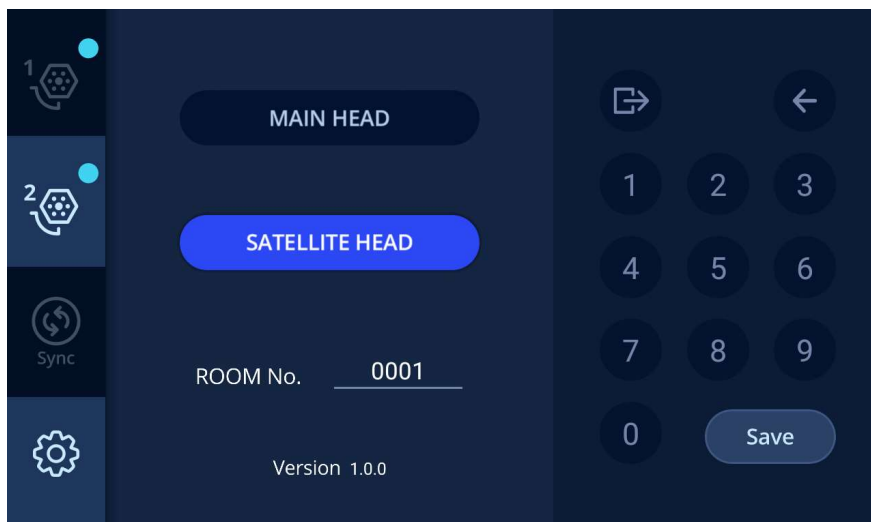 1
2
Sync
MAIN HEAD
SATELLITE HEAD
ROOM No. 0001
Version 1.0.0
1 2 3
4 5 6
7 8 9
0 Save